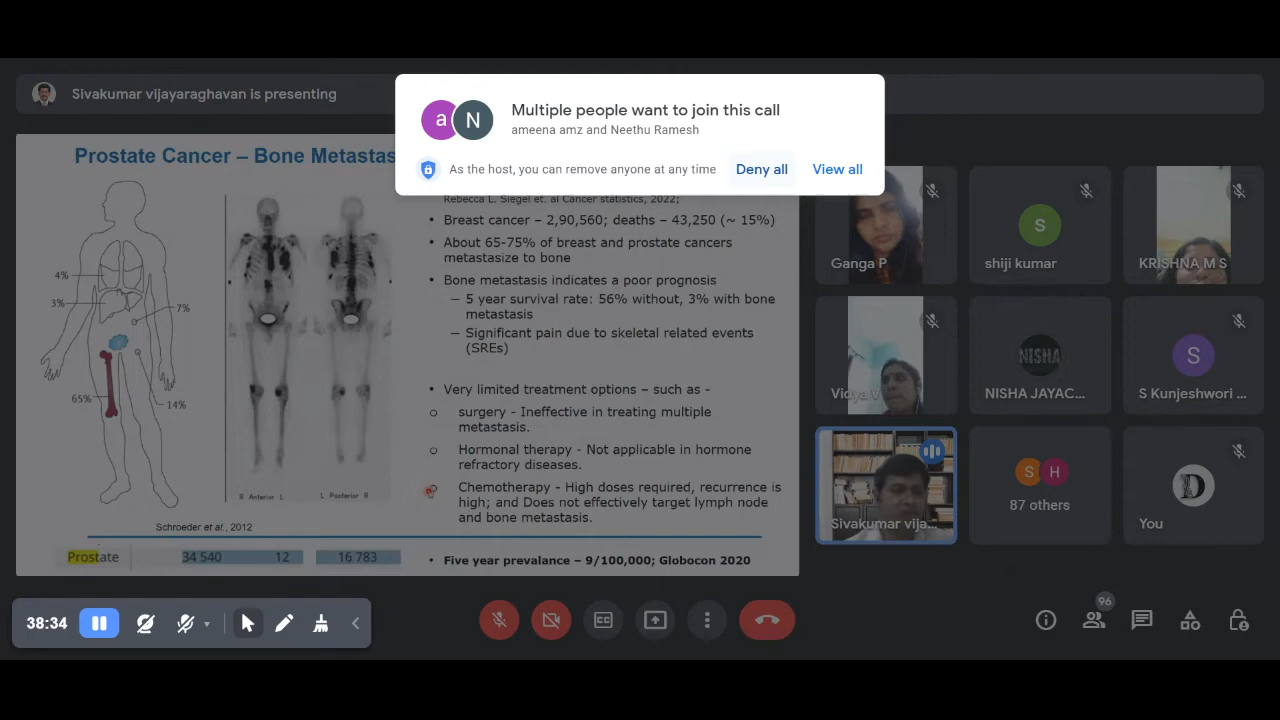 Sivakumar vijayaraghavan is presenting
a N
Multiple people want to join this call
ameena amz and Neethu Ramesh
As the host, you can remove anyone at any time
Deny all
View all
Prostate Cancer – Bone Metastas
4%
3%
7%
65%
14%
R Anterior L
L Posterior R
Schroeder et al., 2012
Prostate 34 540 12 16 783
Rebecca L. Siegel et. al Cancer statistics, 2022;
• Breast cancer – 2,90,560; deaths – 43,250 (~ 15%)
• About 65-75% of breast and prostate cancers
metastasize to bone
• Bone metastasis indicates a poor prognosis
– 5 year survival rate: 56% without, 3% with bone
metastasis
– Significant pain due to skeletal related events
(SREs)
• Very limited treatment options – such as -
o surgery - Ineffective in treating multiple
metastasis.
o Hormonal therapy - Not applicable in hormone
refractory diseases.
o Chemotherapy - High doses required, recurrence is
high; and Does not effectively target lymph node
and bone metastasis.
• Five year prevalence – 9/100,000; Globocon 2020
Ganga P
S
shiji kumar
KRISHNA M S
Vidya V
NISHA
NISHA JAYAC...
S
S Kunjeshwori ...
Sivakumar vija...
S H
87 others
D
You
38:34
CC
96